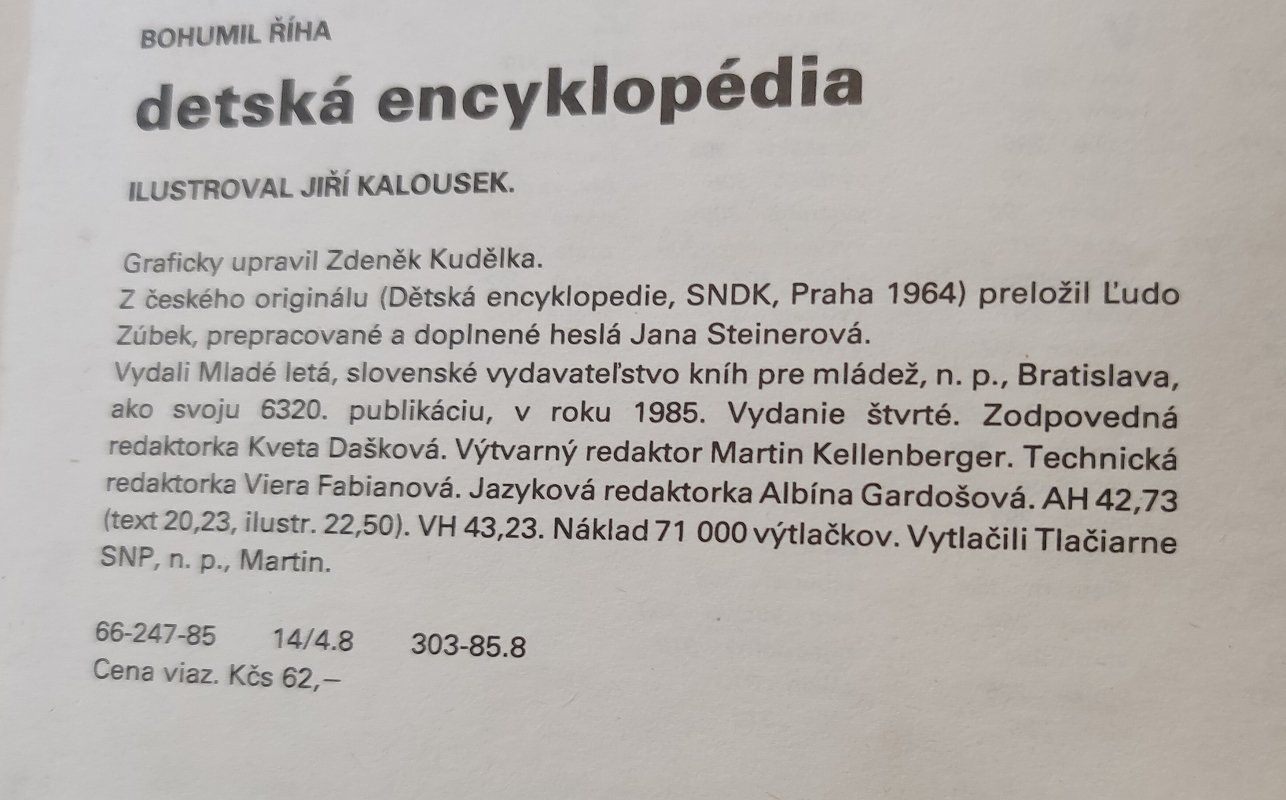 BOHUMIL ŘÍHA
detská encyklopédia
ILUSTROVAL JIŘÍ KALOUSEK.
Graficky upravil Zdeněk Kudělka.
Z českého originálu (Dětská encyklopedie, SNDK, Praha 1964) preložil Ľudo
Zúbek, prepracované a doplnené heslá Jana Steinerová.
Vydali Mladé letá, slovenské vydavateľstvo kníh pre mládež, n. p., Bratislava,
ako svoju 6320. publikáciu, v roku 1985. Vydanie štvrté. Zodpovedná
redaktorka Kveta Dašková. Výtvarný redaktor Martin Kellenberger. Technická
redaktorka Viera Fabianová. Jazyková redaktorka Albína Gardošová. AH 42,73
(text 20,23, ilustr. 22,50). VH 43,23. Náklad 71 000 výtlačkov. Vytlačili Tlačiarne
SNP, n. p., Martin.
66-247-85 14/4.8 303-85.8
Cena viaz. Kčs 62,—